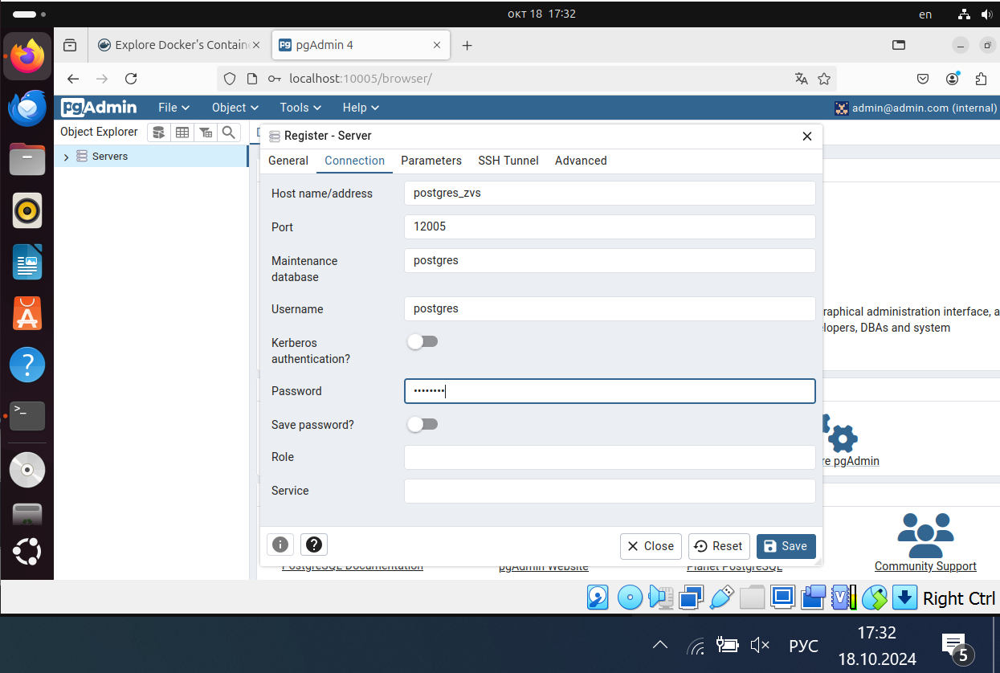 окт 18 17:32
en
Explore Docker's Contain
pgAdmin 4
localhost:10005/browser/
pgAdmin
File
Object
Tools
Help
admin@admin.com (internal)
Object Explorer
Servers
Register - Server
General
Connection
Parameters
SSH Tunnel
Advanced
Host name/address
postgres_zvs
Port
12005
Maintenance
database
postgres
Username
postgres
Kerberos
authentication?
Password
••••••••
Save password?
Role
Service
Close
Reset
Save
raphical administration interface, a
lopers, DBAs and system
re pgAdmin
PostgreSQL Documentation
pgAdmin Website
Planet PostgreSQL
Community Support
Right Ctrl
РУС
17:32
18.10.2024
5